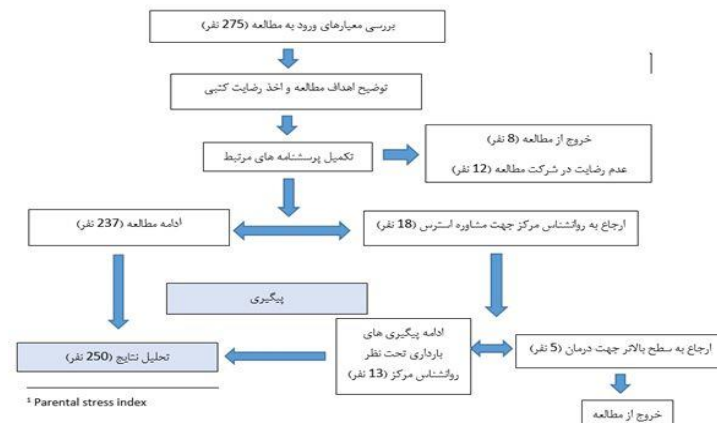 بررسی معیارهای ورود به مطالعه (275 نفر)
توضیح اهداف مطالعه و اخذ رضایت کتبی
تکمیل پرسشنامه های مرتبط
خروج از مطالعه (8 نفر)
عدم رضایت در شرکت مطالعه (12 نفر)
ارجاع به روانشناس مرکز جهت مشاوره استرس (18 نفر)
ادامه مطالعه (237 نفر)
پیگیری
ارجاع به سطح بالاتر جهت درمان (5 نفر)
ادامه پیگیری های
بارداری تحت نظر
روانشناس مرکز (13 نفر)
تحلیل نتایج (250 نفر)
خروج از مطالعه
1 Parental stress index